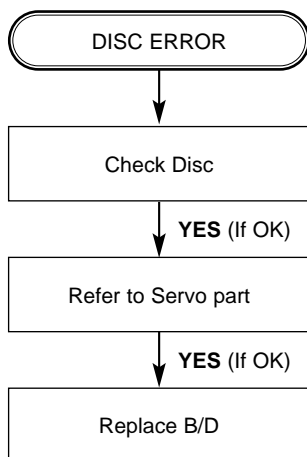 DISC ERROR
Check Disc
YES (If OK)
Refer to Servo part
YES (If OK)
Replace B/D